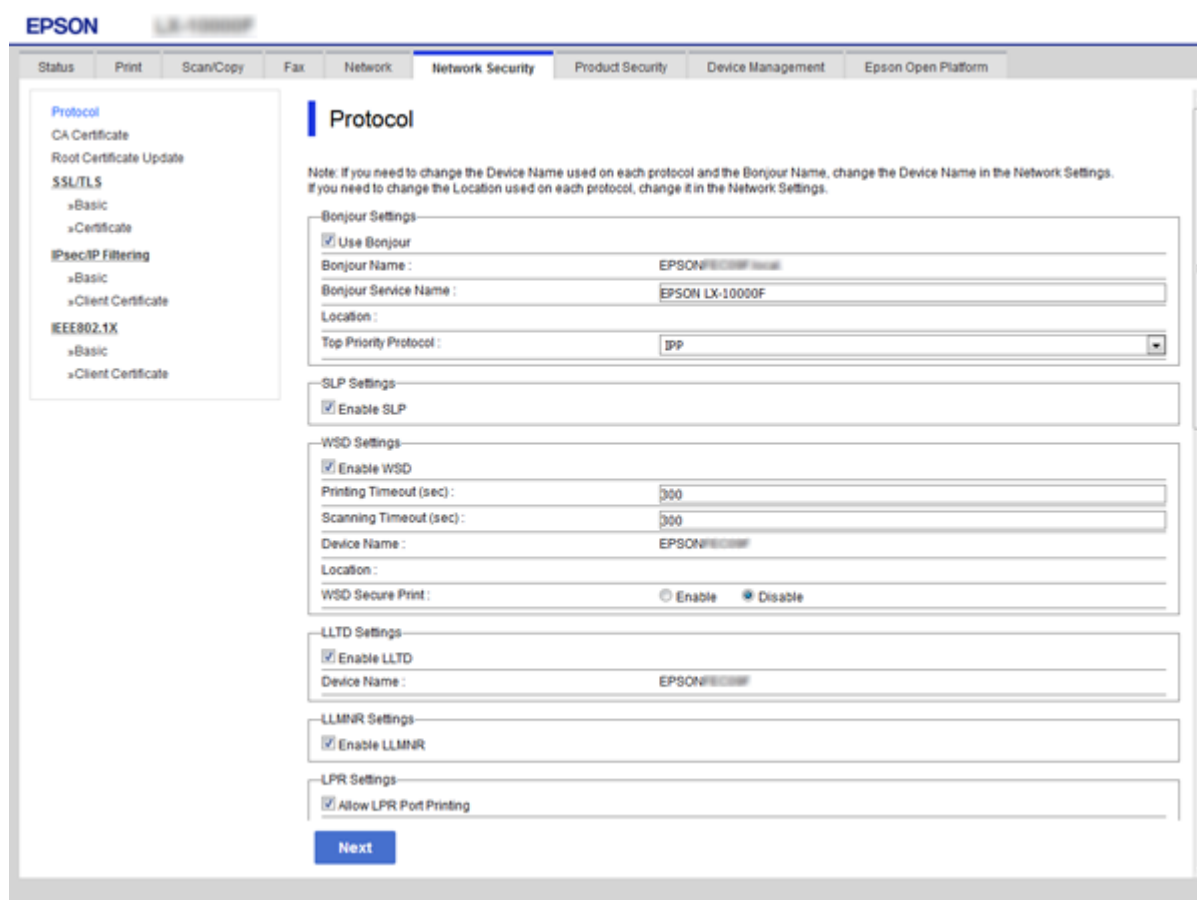 EPSON
Status Print Scan/Copy Fax Network Network Security Product Security Device Management Epson Open Platform
Protocol
CA Certificate
Root Certificate Update
SSL/TLS
»Basic
»Certificate
IPsec/IP Filtering
»Basic
»Client Certificate
IEEE802.1X
»Basic
»Client Certificate
Protocol
Note: If you need to change the Device Name used on each protocol and the Bonjour Name, change the Device Name in the Network Settings.
If you need to change the Location used on each protocol, change it in the Network Settings.
Bonjour Settings
Use Bonjour
Bonjour Name : EPSON
Bonjour Service Name : EPSON LX-10000F
Location :
Top Priority Protocol : IPP
SLP Settings
Enable SLP
WSD Settings
Enable WSD
Printing Timeout (sec) : 300
Scanning Timeout (sec) : 300
Device Name : EPSON
Location :
WSD Secure Print : Enable Disable
LLTD Settings
Enable LLTD
Device Name : EPSON
LLMNR Settings
Enable LLMNR
LPR Settings
Allow LPR Port Printing
Next